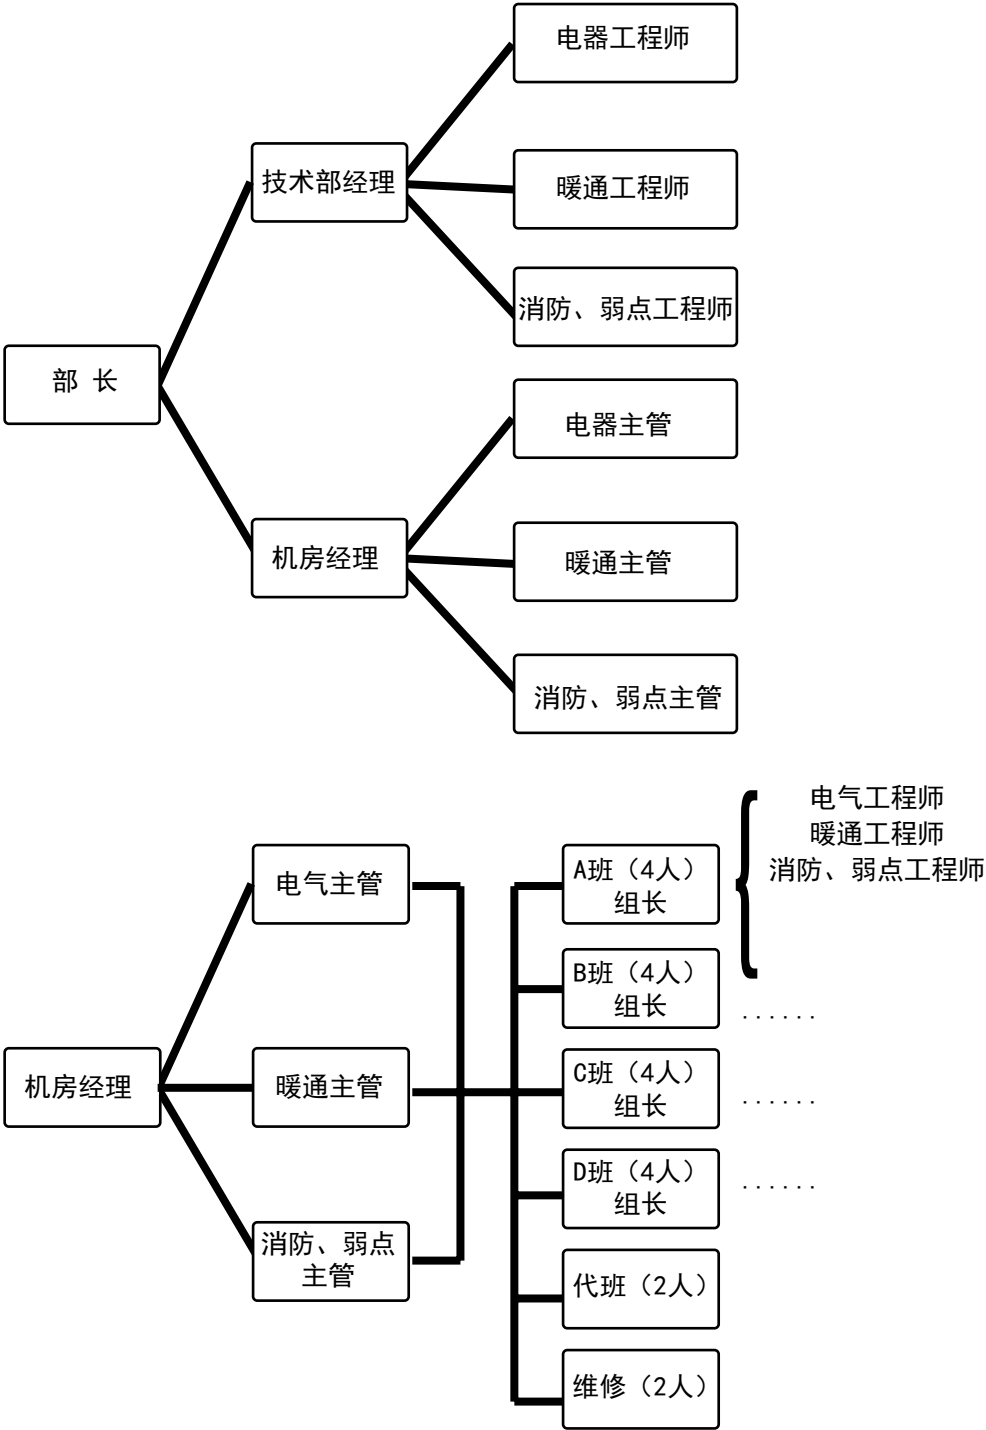 电器工程师
暖通工程师
技术部经理
消防、弱点工程师
部 长
电器主管
机房经理
暖通主管
消防、弱点主管
电气工程师
暖通工程师
消防、弱点工程师
电气主管
A班（4人）
组长
B班（4人）
组长
......
机房经理
暖通主管
C班（4人）
组长
......
D班（4人）
组长
......
消防、弱点
主管
代班（2人）
维修（2人）